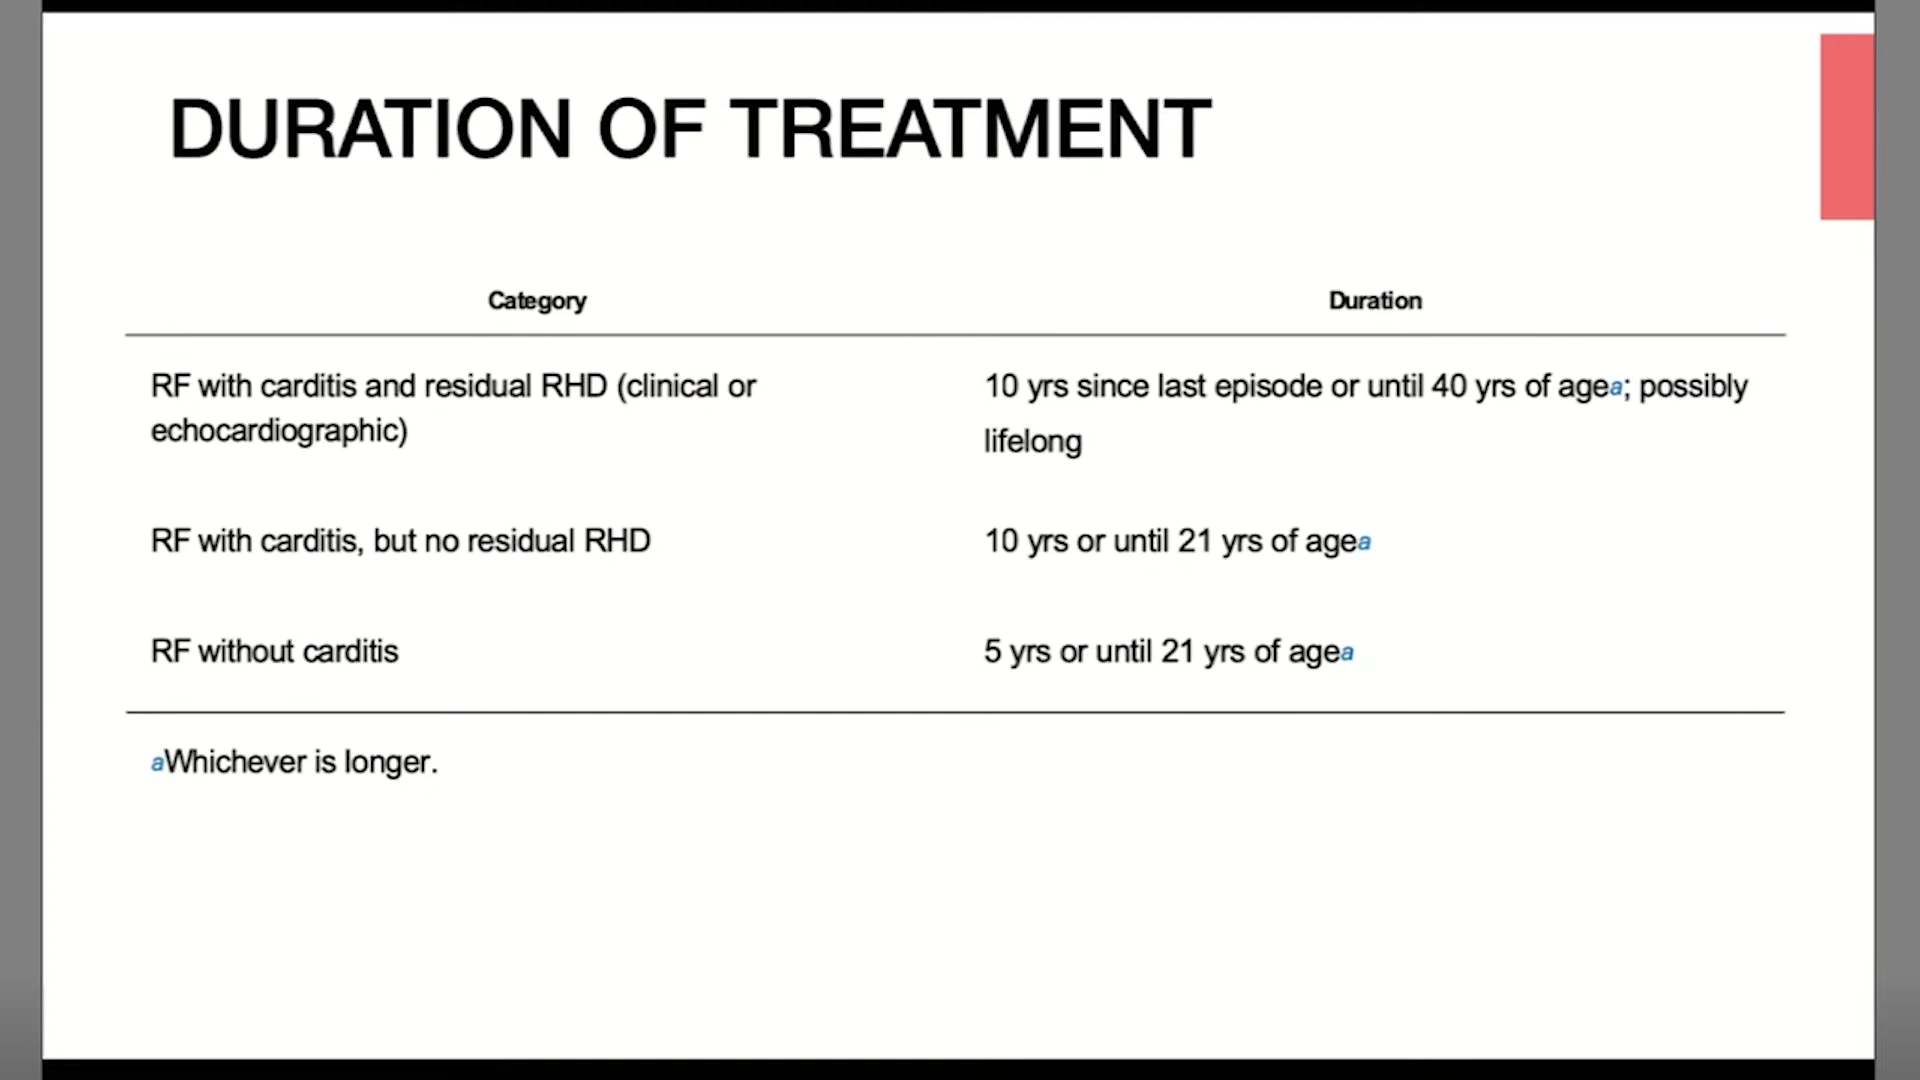 DURATION OF TREATMENT
Category
Duration
RF with carditis and residual RHD (clinical or
echocardiographic)
10 yrs since last episode or until 40 yrs of agea; possibly
lifelong
RF with carditis, but no residual RHD
10 yrs or until 21 yrs of agea
RF without carditis
5 yrs or until 21 yrs of agea
aWhichever is longer.